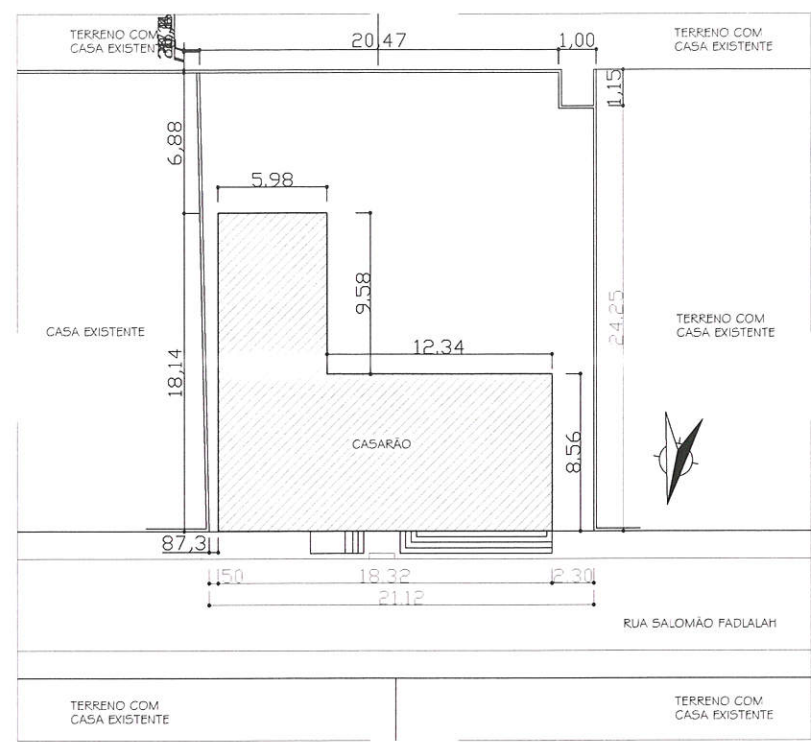 TERRENO COM
CASA EXISTENTE
20,47
1,00
TERRENO COM
CASA EXISTENTE
1,15
6,88
5,98
9,58
24,25
CASA EXISTENTE
12,34
TERRENO COM
CASA EXISTENTE
18,14
CASARÃO
8,56
87,3
,50
18,32
2,30
21,12
RUA SALOMÃO FADLALAH
TERRENO COM
CASA EXISTENTE
TERRENO COM
CASA EXISTENTE